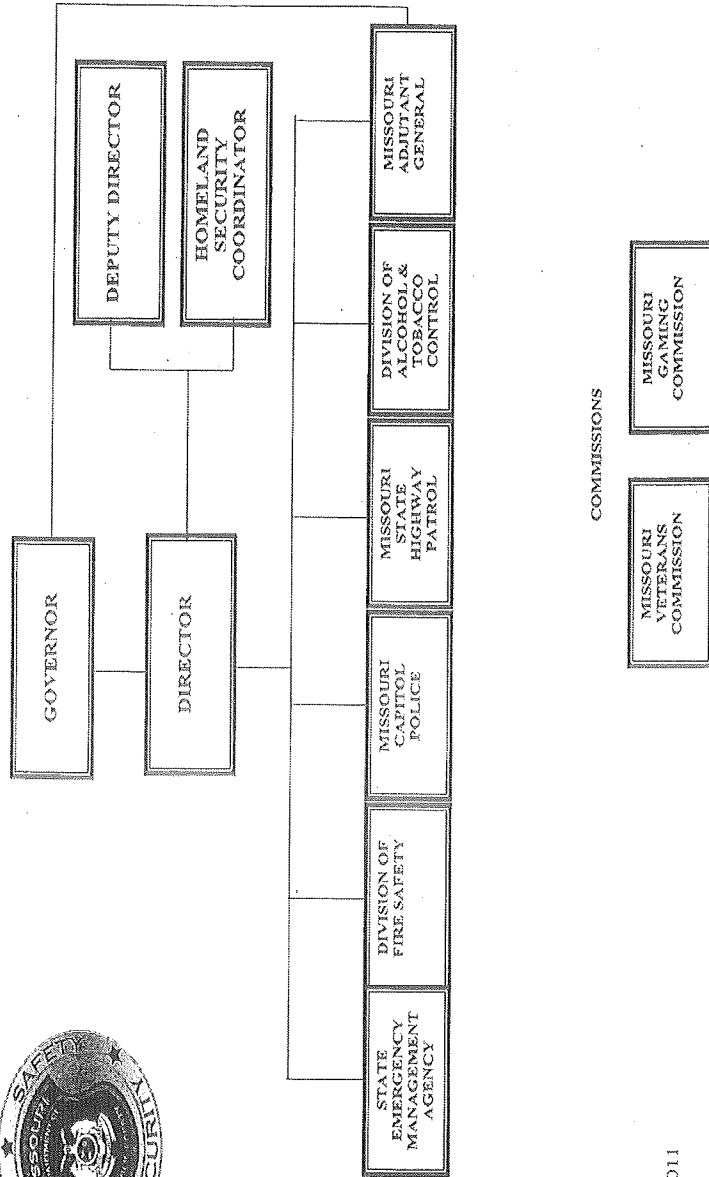 GOVERNOR
DIRECTOR
DEPUTY DIRECTOR
HOMELAND
SECURITY
COORDINATOR
STATE
EMERGENCY
MANAGEMENT
AGENCY
DIVISION OF
FIRE SAFETY
MISSOURI
CAPITOL
POLICE
MISSOURI
STATE
HIGHWAY
PATROL
DIVISION OF
ALCOHOL &
TOBACCO
CONTROL
MISSOURI
ADJUTANT
GENERAL
COMMISSIONS
MISSOURI
VETERANS
COMMISSION
MISSOURI
GAMING
COMMISSION
SAFETY